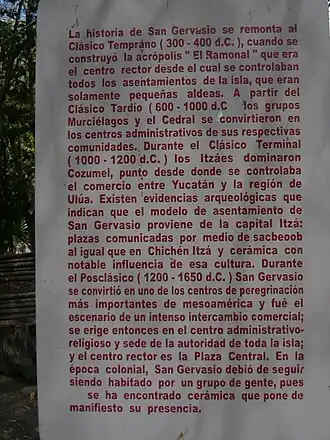 La historia de San Gervasio se remonta al
Clásico Temprano ( 300 - 400 d.C. ), cuando se
construyó la acrópolis " El Ramonal " que era
el centro rector desde el cual se controlaban
todos los asentamientos de la isla, que eran
solamente pequeñas aldeas. A partir del
Clásico Tardío ( 600 - 1000 d.C los grupos
Murciélagos y el Cedral se convirtieron en
los centros administrativos de sus respectivas
comunidades. Durante el Clásico Terminal
( 1000 - 1200 d.C. ) los Itzáes dominaron
Cozumel, punto desde donde se controlaba
el comercio entre Yucatán y la región de
Ulúa. Existen evidencias arqueológicas que
indican que el modelo de asentamiento de
San Gervasio proviene de la capital Itzá:
plazas comunicadas por medio de sacbeoob
al igual que en Chichén Itzá y cerámica con
notable influencia de esa cultura. Durante
el Posclásico ( 1200 - 1650 d.C. ) San Gervasio
se convirtió en uno de los centros de peregrinación
más importantes de mesoamérica y fué el
escenario de un intenso intercambio comercial;
se erige entonces en el centro administrativo-
religioso y sede de la autoridad de toda la isla;
y el centro rector es la Plaza Central. En la
época colonial, San Gervasio debió de seguir
siendo habitado por un grupo de gente, pues
se ha encontrado cerámica que pone de
manifiesto su presencia.